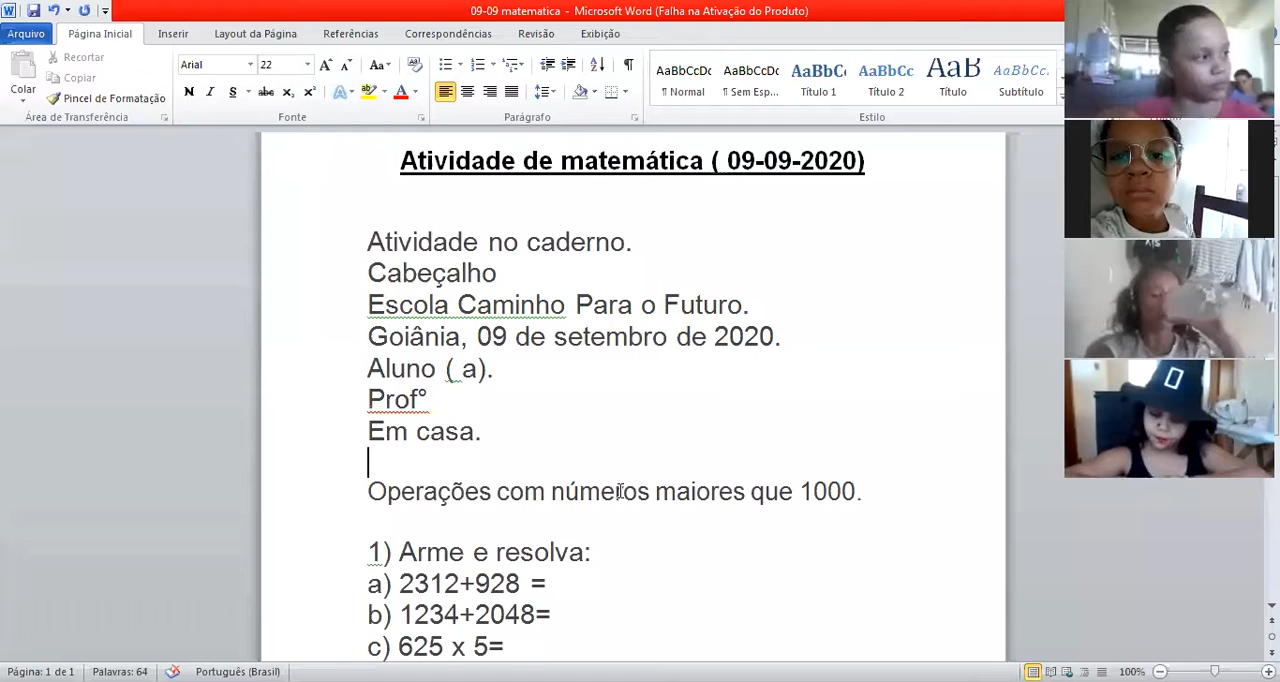 09-09 matematica - Microsoft Word (Falha na Ativação do Produto)
Arquivo Página Inicial Inserir Layout da Página Referências Correspondências Revisão Exibição
Colar
Recortar
Copiar
Pincel de Formatação
Área de Transferência
Arial 22 Aa
N I S abc x₂ x² A ab A
Fonte
Parágrafo
AaBbCcDc AaBbCcDc AaBbC AaBbCc AaB AaBbCc.
¶ Normal ¶ Sem Esp... Título 1 Título 2 Título Subtítulo
Estilo
Atividade de matemática ( 09-09-2020)
Atividade no caderno.
Cabeçalho
Escola Caminho Para o Futuro.
Goiânia, 09 de setembro de 2020.
Aluno ( a).
Prof°
Em casa.
Operações com números maiores que 1000.
1) Arme e resolva:
a) 2312+928 =
b) 1234+2048=
c) 625 x 5=
Página: 1 de 1 Palavras: 64 Português (Brasil) 100%